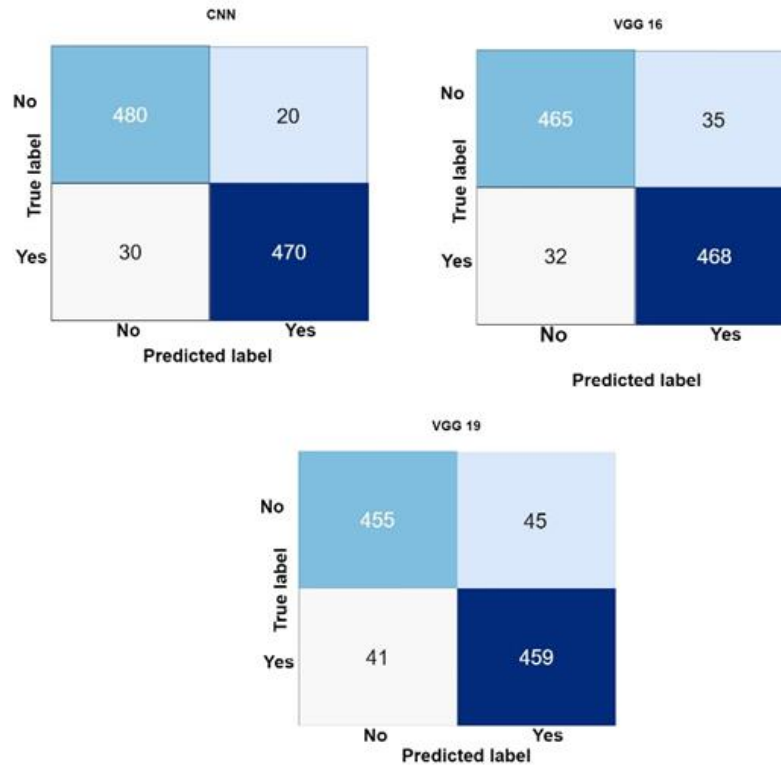 CNN
No
480 20
True label
Yes
30 470
No Yes
Predicted label
VGG 16
No
465 35
True label
Yes
32 468
No Yes
Predicted label
VGG 19
No
455 45
True label
Yes
41 459
No Yes
Predicted label